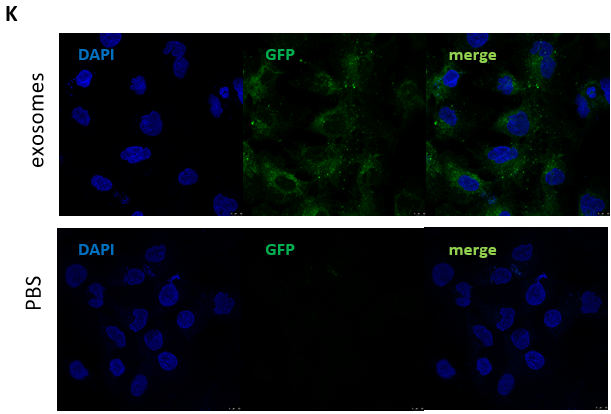 K
exosomes
DAPI
GFP
merge
PBS
DAPI
GFP
merge